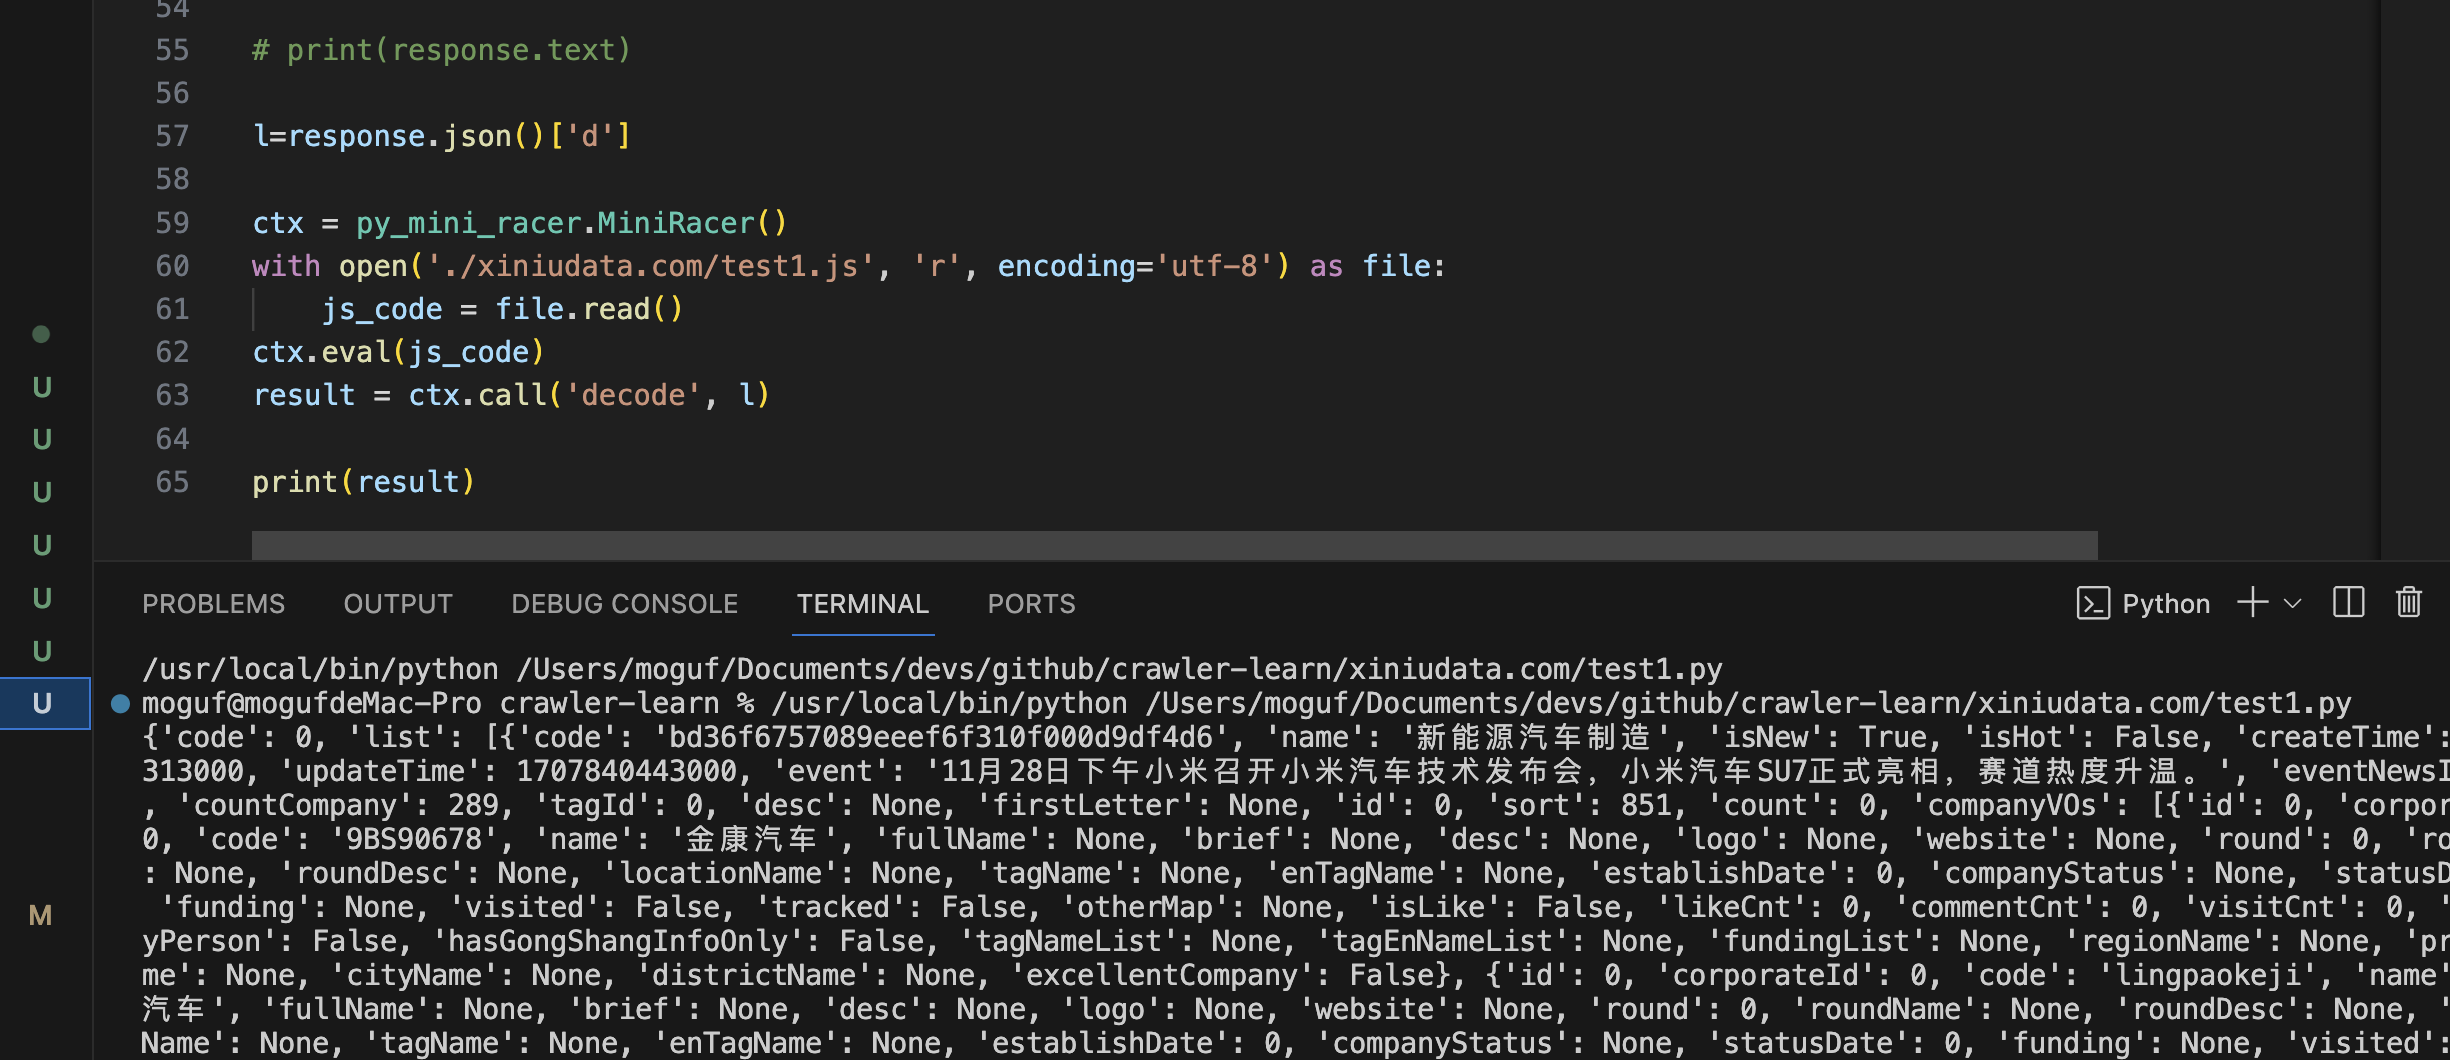 54
55 # print(response.text)
56
57 l=response.json()['d']
58
59 ctx = py_mini_racer.MiniRacer()
60 with open('./xiniudata.com/test1.js', 'r', encoding='utf-8') as file:
61 js_code = file.read()
62 ctx.eval(js_code)
63 result = ctx.call('decode', l)
64
65 print(result)
U
U
U
U
U
U
U
M
PROBLEMS OUTPUT DEBUG CONSOLE TERMINAL PORTS Python
/usr/local/bin/python /Users/moguf/Documents/devs/github/crawler-learn/xiniudata.com/test1.py
moguf@mogufdeMac-Pro crawler-learn % /usr/local/bin/python /Users/moguf/Documents/devs/github/crawler-learn/xiniudata.com/test1.py
{'code': 0, 'list': [{'code': 'bd36f6757089eeef6f310f000d9df4d6', 'name': '新能源汽车制造', 'isNew': True, 'isHot': False, 'createTime':
313000, 'updateTime': 1707840443000, 'event': '11月28日下午小米召开小米汽车技术发布会，小米汽车SU7正式亮相，赛道热度升温。', 'eventNewsI
, 'countCompany': 289, 'tagId': 0, 'desc': None, 'firstLetter': None, 'id': 0, 'sort': 851, 'count': 0, 'companyVOs': [{'id': 0, 'corpor
0, 'code': '9BS90678', 'name': '金康汽车', 'fullName': None, 'brief': None, 'desc': None, 'logo': None, 'website': None, 'round': 0, 'ro
: None, 'roundDesc': None, 'locationName': None, 'tagName': None, 'enTagName': None, 'establishDate': 0, 'companyStatus': None, 'statusD
'funding': None, 'visited': False, 'tracked': False, 'otherMap': None, 'isLike': False, 'likeCnt': 0, 'commentCnt': 0, 'visitCnt': 0, '
yPerson': False, 'hasGongShangInfoOnly': False, 'tagNameList': None, 'tagEnNameList': None, 'fundingList': None, 'regionName': None, 'pr
me': None, 'cityName': None, 'districtName': None, 'excellentCompany': False}, {'id': 0, 'corporateId': 0, 'code': 'lingpaokeji', 'name'
汽车', 'fullName': None, 'brief': None, 'desc': None, 'logo': None, 'website': None, 'round': 0, 'roundName': None, 'roundDesc': None, '
Name': None, 'tagName': None, 'enTagName': None, 'establishDate': 0, 'companyStatus': None, 'statusDate': 0, 'funding': None, 'visited':